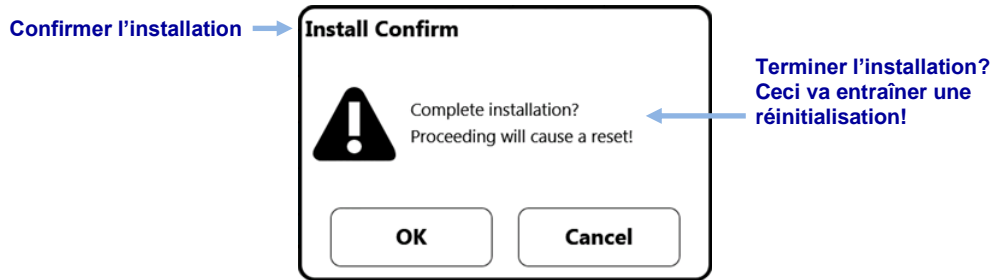 Confirmer l’installation
Install Confirm
Complete installation?
Proceeding will cause a reset!
Terminer l’installation?
Ceci va entraîner une
réinitialisation!
OK
Cancel